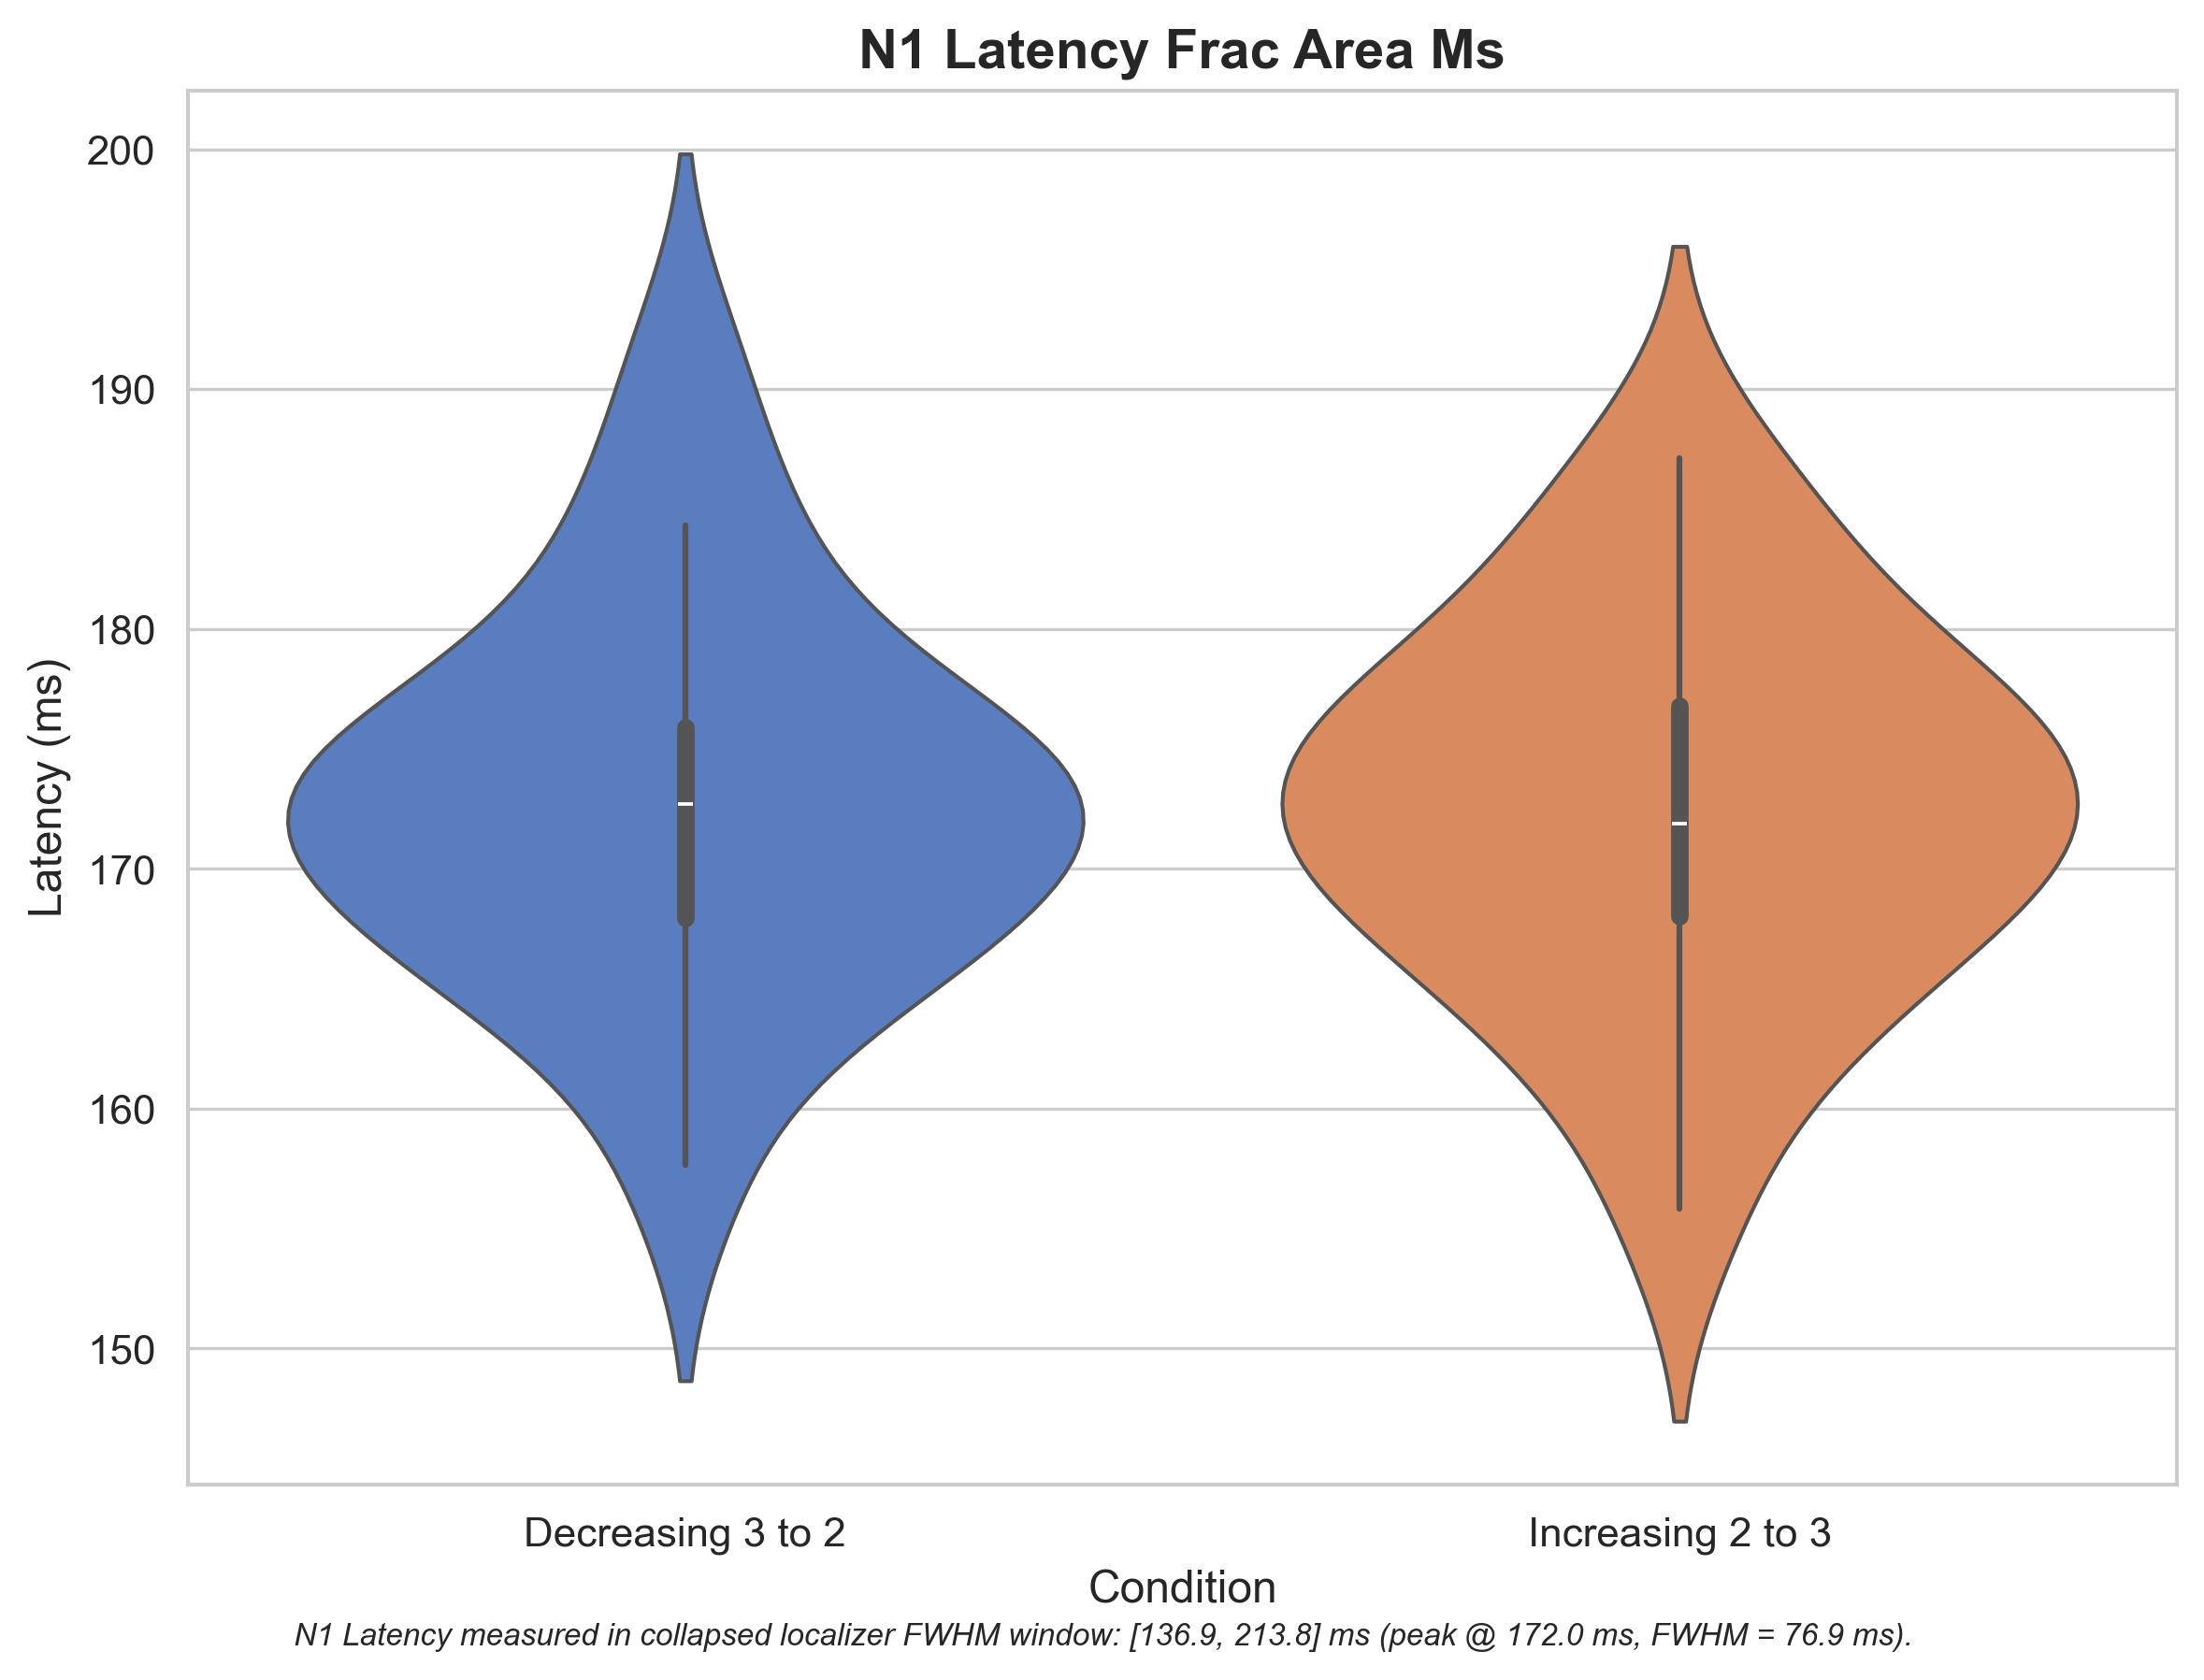 N1 Latency Frac Area Ms
200
190
180
170
160
150
Latency (ms)
Decreasing 3 to 2
Increasing 2 to 3
Condition
N1 Latency measured in collapsed localizer FWHM window: [136.9, 213.8] ms (peak @ 172.0 ms, FWHM = 76.9 ms).